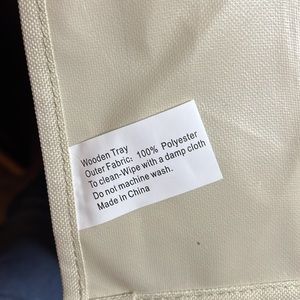 Wooden Tray
Outer Fabric: 100% Polyester
To clean-Wipe with a damp cloth
Do not machine wash.
Made In China